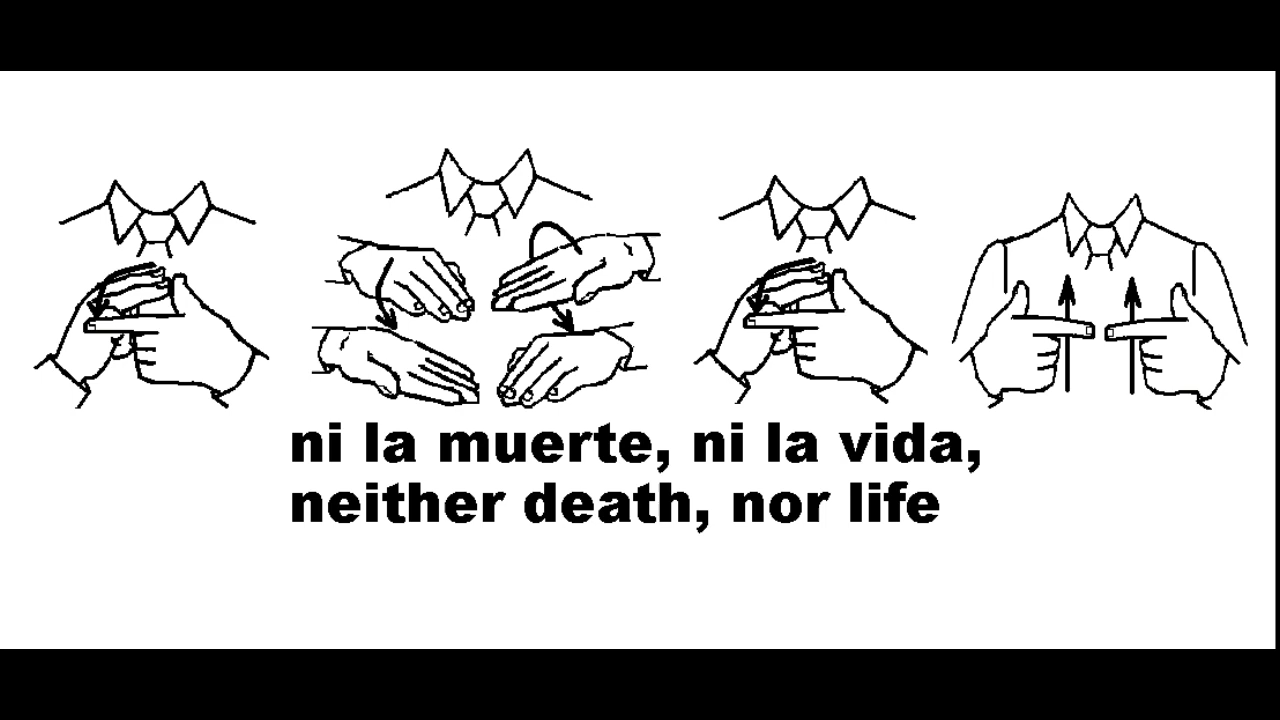 ni la muerte, ni la vida,
neither death, nor life